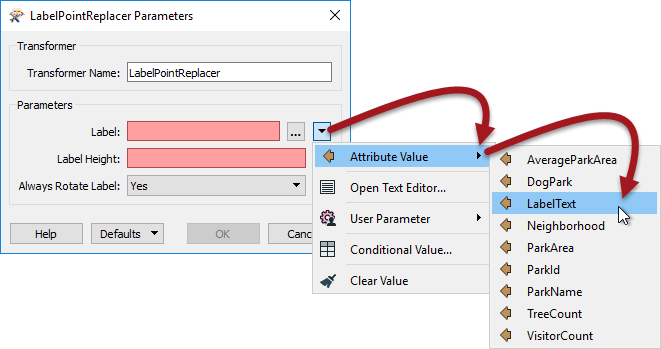 LabelPointReplacer Parameters
Transformer
Transformer Name: LabelPointReplacer
Parameters
Label: ...
Label Height:
Always Rotate Label: Yes
Help Defaults OK Canc
Attribute Value
Open Text Editor...
User Parameter
Conditional Value...
Clear Value
AverageParkArea
DogPark
LabelText
Neighborhood
ParkArea
ParkId
ParkName
TreeCount
VisitorCount